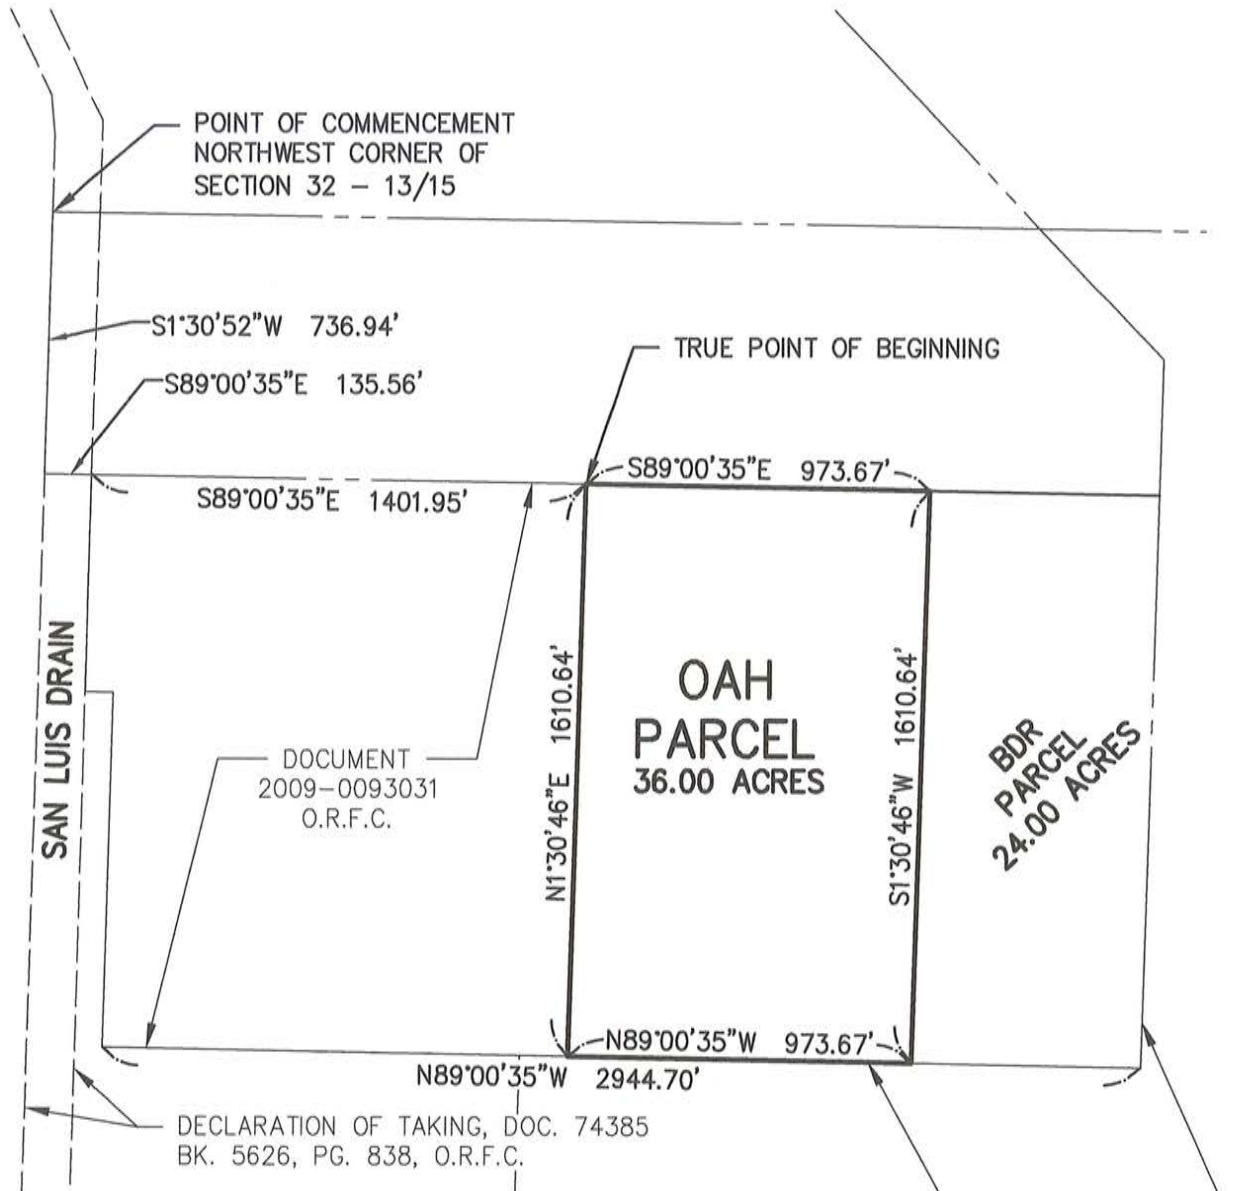 POINT OF COMMENCEMENT
NORTHWEST CORNER OF
SECTION 32 - 13/15
S1°30'52"W 736.94'
TRUE POINT OF BEGINNING
S89°00'35"E 135.56'
S89°00'35"E 973.67'
S89°00'35"E 1401.95'
SAN LUIS DRAIN
N1°30'46"E 1610.64'
OAH
PARCEL
36.00 ACRES
S1°30'46"W 1610.64'
BDR
PARCEL
24.00 ACRES
DOCUMENT
2009-0093031
O.R.F.C.
N89°00'35"W 973.67'
N89°00'35"W 2944.70'
DECLARATION OF TAKING, DOC. 74385
BK. 5626, PG. 838, O.R.F.C.